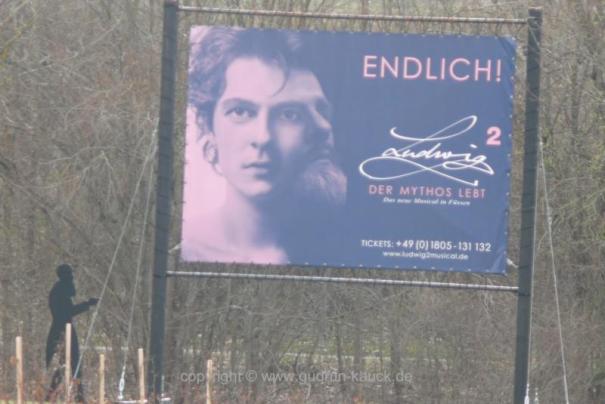 ENDLICH!
Ludwig 2
DER MYTHOS LEBT
Das neue Musical in Füssen
TICKETS: +49 (0) 1805 - 131 132
www.ludwig2musical.de
copyright © www.gudrun-kauck.de